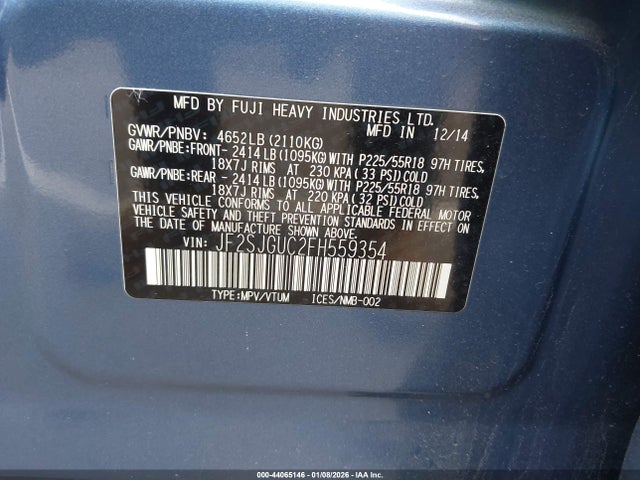 MFD BY FUJI HEAVY INDUSTRIES LTD.
GVWR/PNBV: 4652LB(2110KG) MFD IN 12/14
GAWR/PNBE:FRONT- 2414LB(1095KG)WITH P225/55R18 97H TIRES,
18X7J RIMS AT 230 KPA(33 PSI)COLD
GAWR/PNBE:REAR - 2414LB(1095KG)WITH P225/55R18 97H TIRES,
18X7J RIMS AT 220 KPA(32 PSI)COLD
THIS VEHICLE CONFORMS TO ALL APPLICABLE FEDERAL MOTOR
VEHICLE SAFETY AND THEFT PREVENTION STANDARDS IN EFFECT ON
THE DATE OF MANUFACTURE SHOWN ABOVE.
VIN: JF2SJGUC2FH559354
TYPE:MPV/VTUM ICES/NMB-002
000-44065146 - 01/08/2026 - IAA Inc.